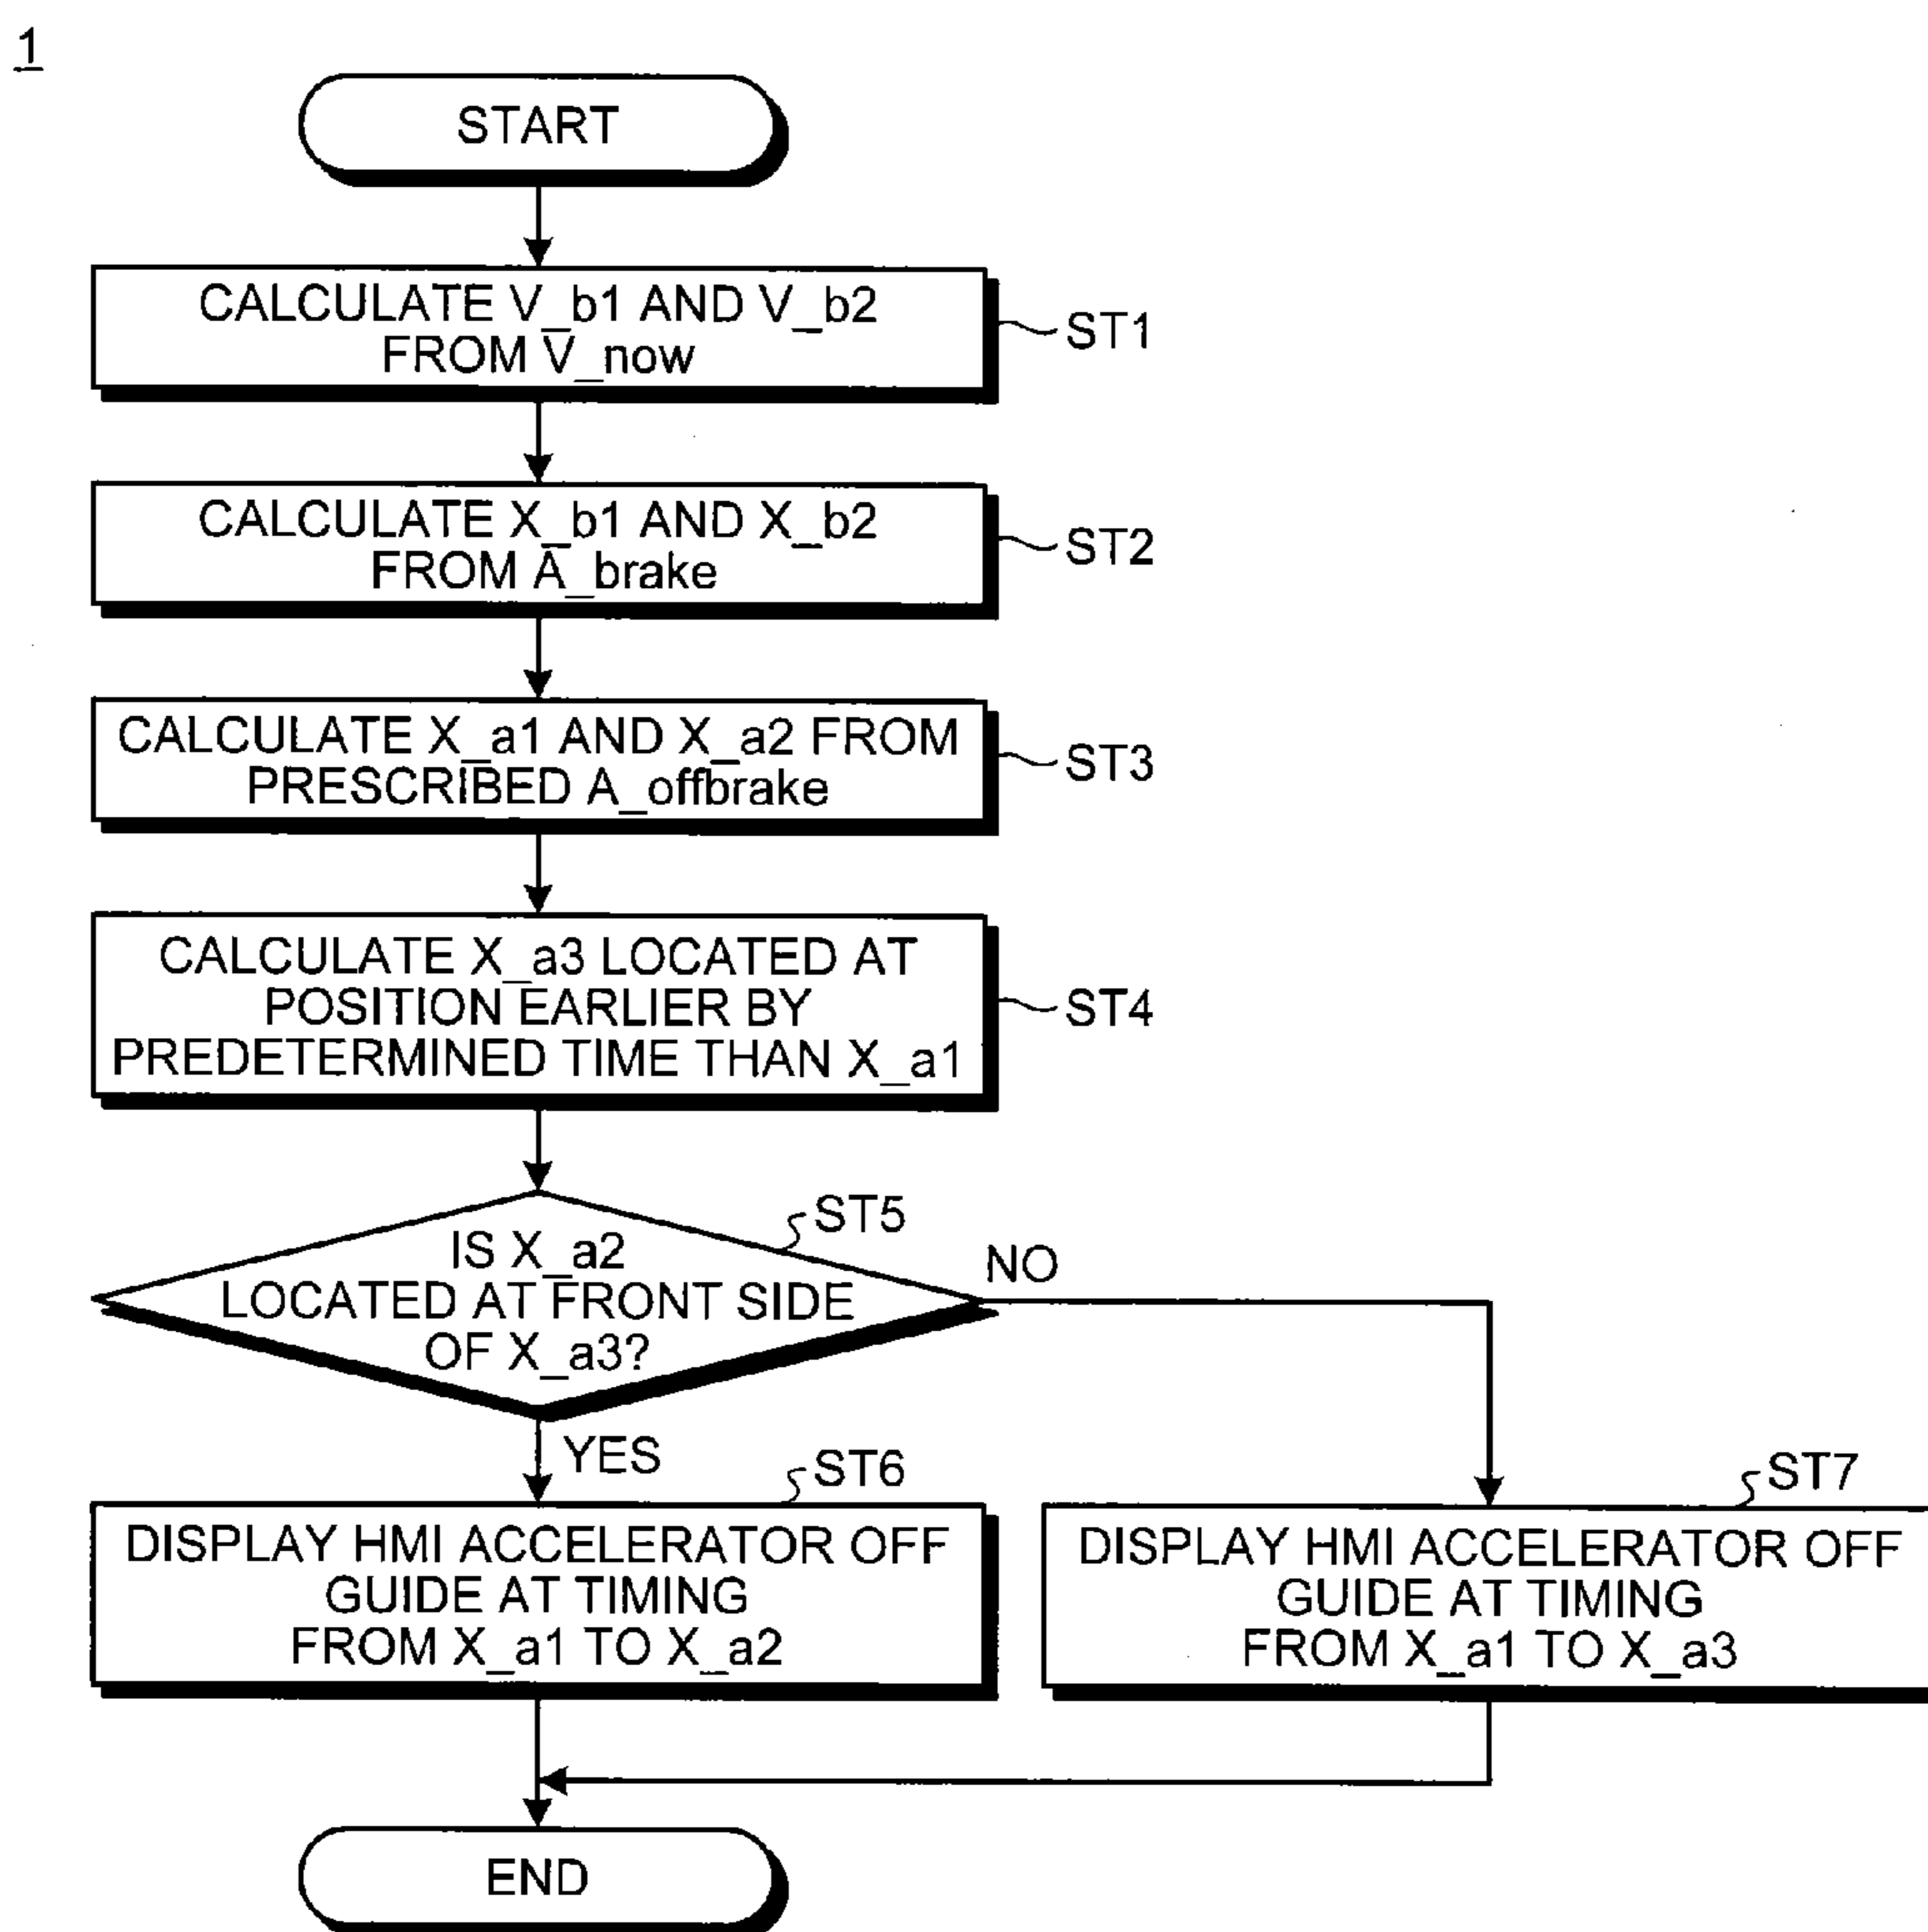 1
START
CALCULATE V_b1 AND V_b2
FROM V_now
ST1
CALCULATE X_b1 AND X_b2
FROM A_brake
ST2
CALCULATE X_a1 AND X_a2 FROM
PRESCRIBED A_offbrake
ST3
CALCULATE X_a3 LOCATED AT
POSITION EARLIER BY
PREDETERMINED TIME THAN X_a1
ST4
ST5
IS X_a2
LOCATED AT FRONT SIDE
OF X_a3?
NO
YES
ST6
DISPLAY HMI ACCELERATOR OFF
GUIDE AT TIMING
FROM X_a1 TO X_a2
ST7
DISPLAY HMI ACCELERATOR OFF
GUIDE AT TIMING
FROM X_a1 TO X_a3
END